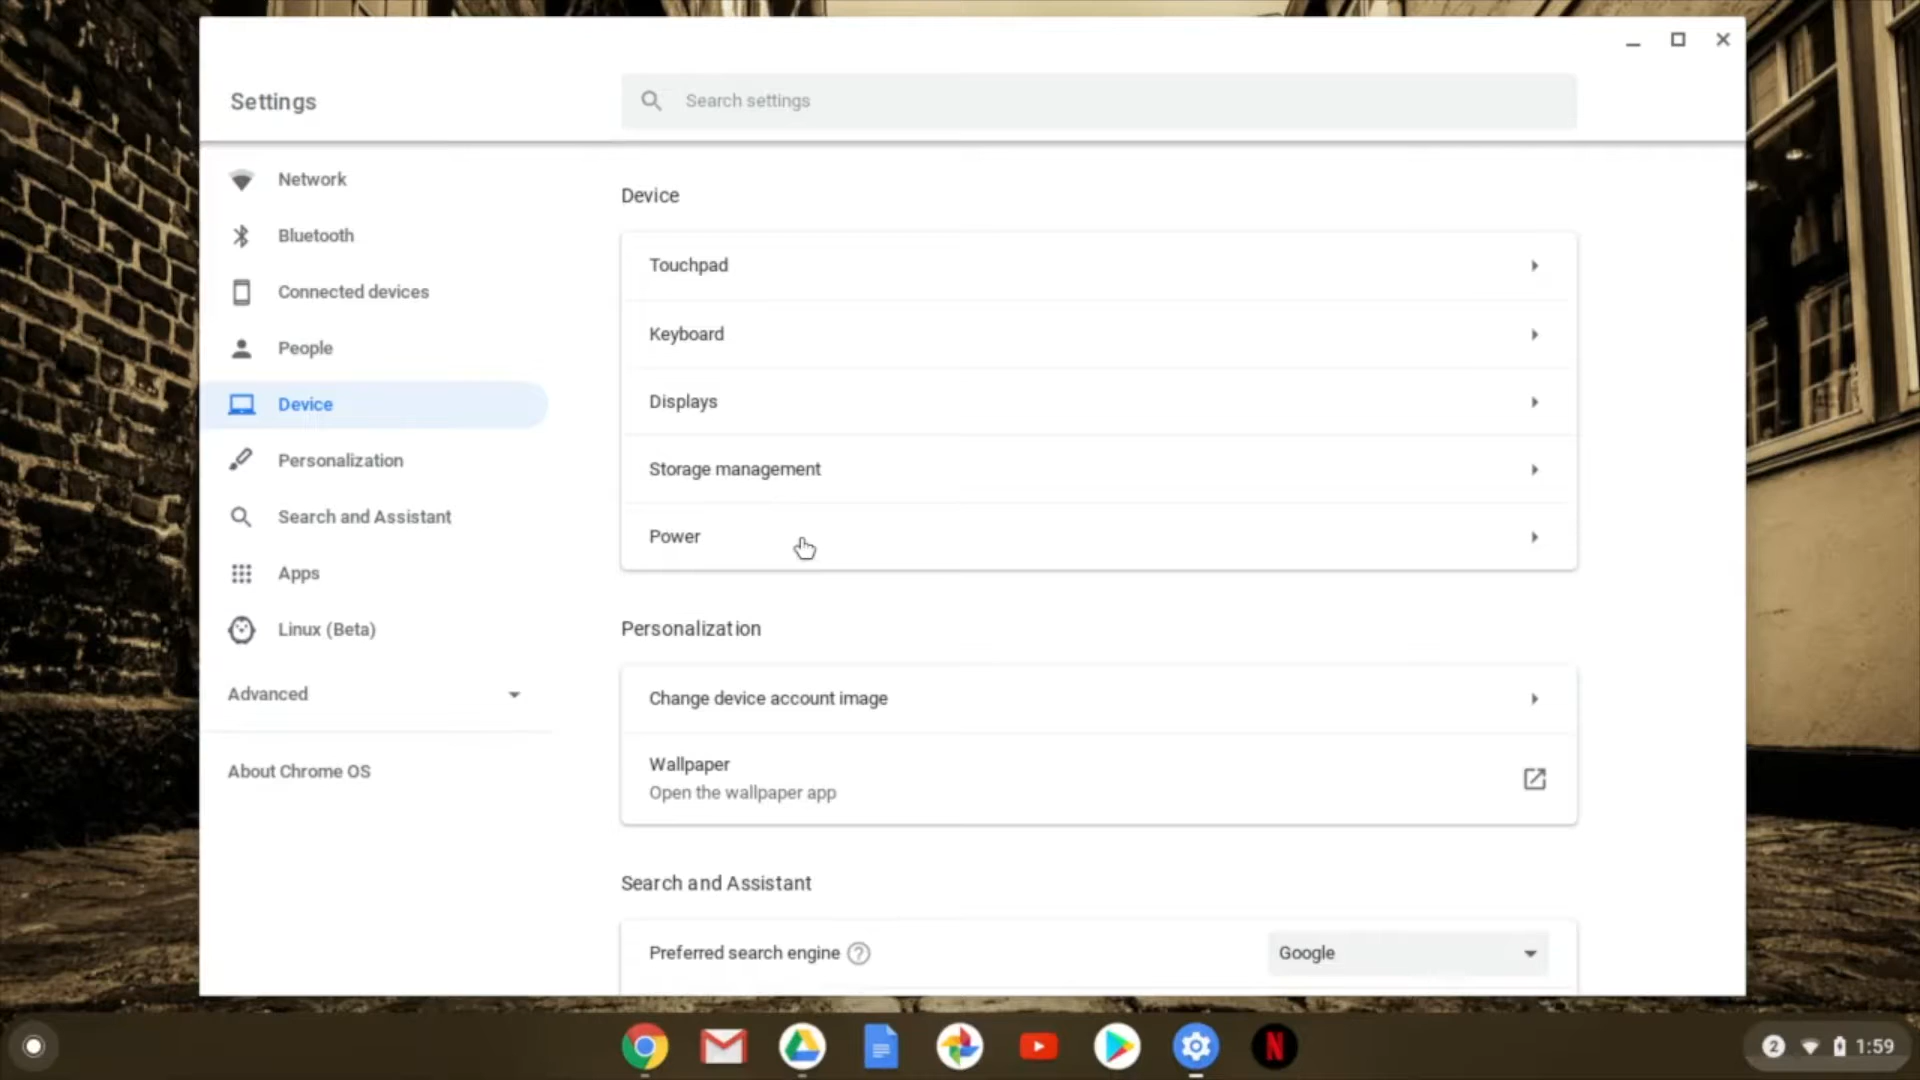 Settings
Search settings
Network
Bluetooth
Connected devices
People
Device
Personalization
Search and Assistant
Apps
Linux (Beta)
Advanced
About Chrome OS
Device
Touchpad
Keyboard
Displays
Storage management
Power
Personalization
Change device account image
Wallpaper
Open the wallpaper app
Search and Assistant
Preferred search engine ?
Google
N
2 1:59